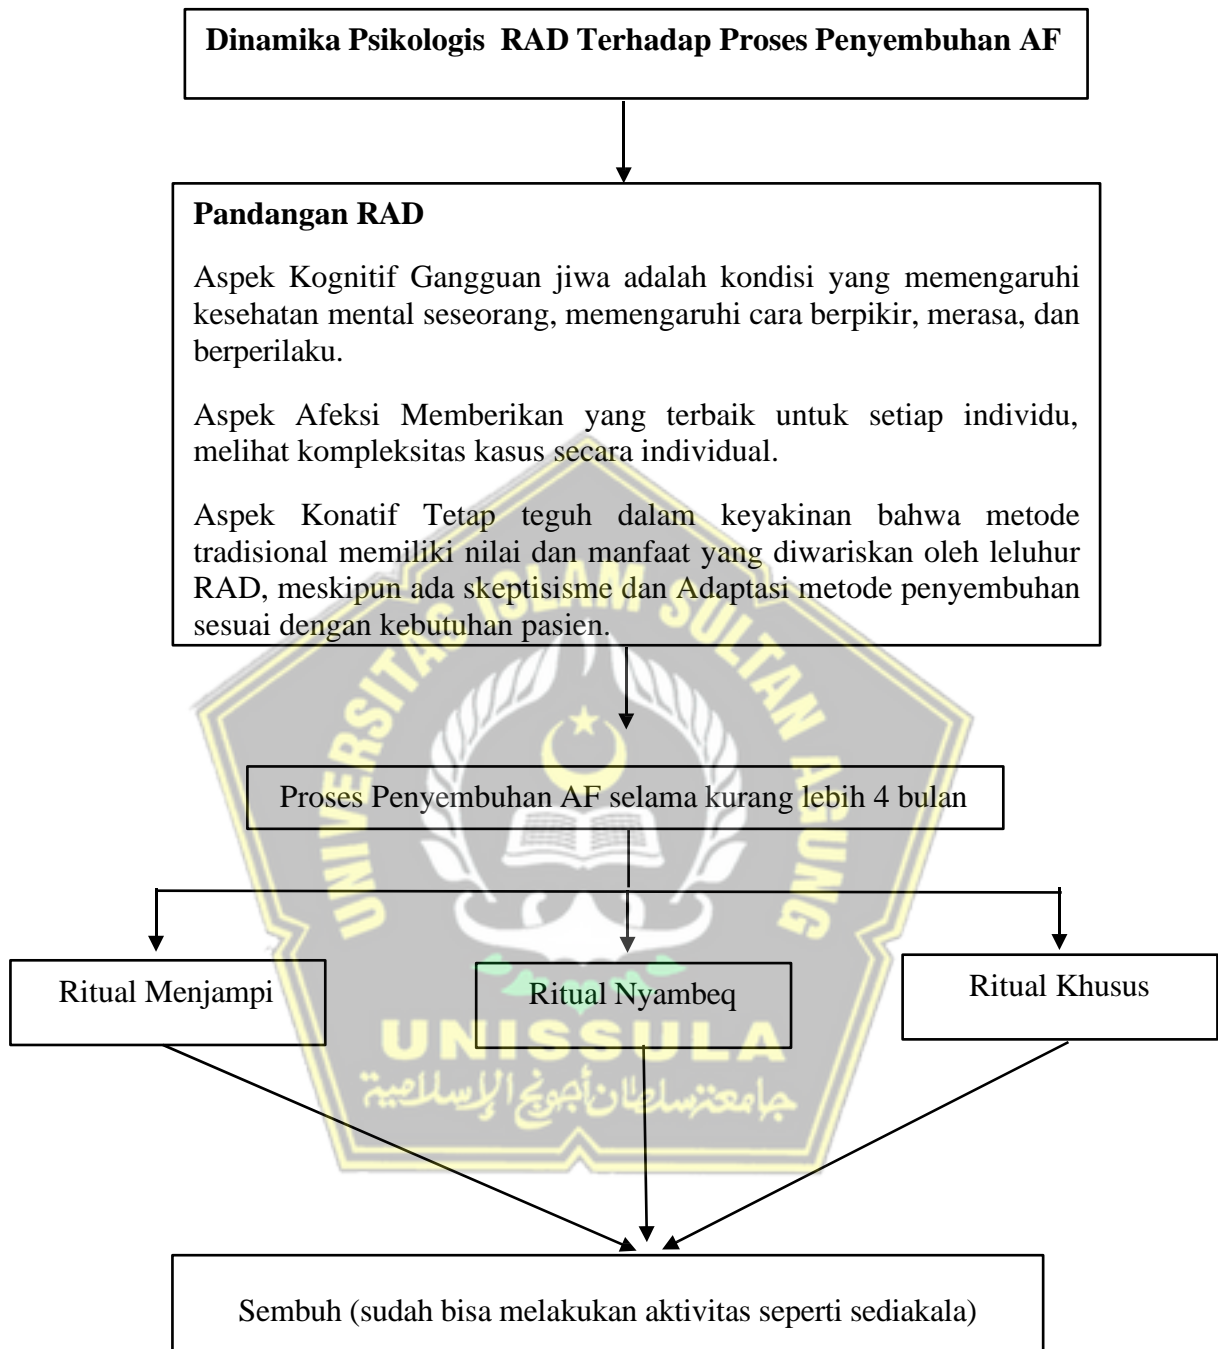 Dinamika Psikologis RAD Terhadap Proses Penyembuhan AF
Pandangan RAD
Aspek Kognitif Gangguan jiwa adalah kondisi yang memengaruhi
kesehatan mental seseorang, memengaruhi cara berpikir, merasa, dan
berperilaku.
Aspek Afeksi Memberikan yang terbaik untuk setiap individu,
melihat kompleksitas kasus secara individual.
Aspek Konatif Tetap teguh dalam keyakinan bahwa metode
tradisional memiliki nilai dan manfaat yang diwariskan oleh leluhur
RAD, meskipun ada skeptisisme dan Adaptasi metode penyembuhan
sesuai dengan kebutuhan pasien.
UNIVERSITAS ISLAM SULTAN AGUNG
Proses Penyembuhan AF selama kurang lebih 4 bulan
Ritual Menjampi
Ritual Nyambeq
Ritual Khusus
UNISSULA
جامعة سلطان أجونج الإسلامية
Sembuh (sudah bisa melakukan aktivitas seperti sediakala)